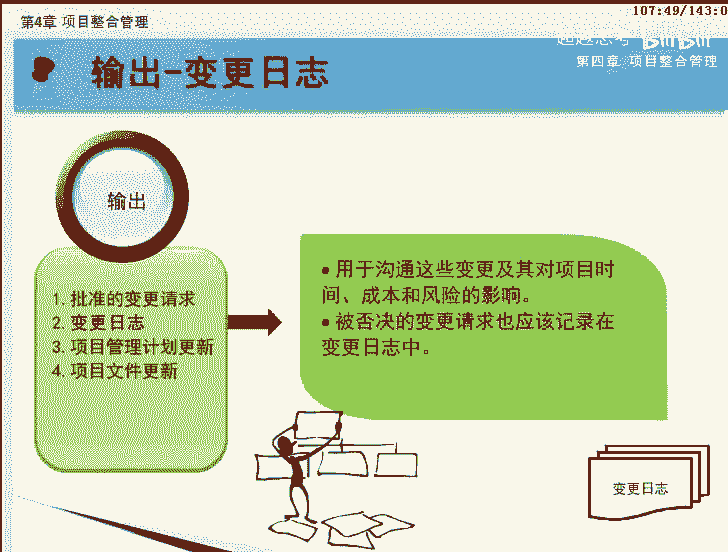 第4章 项目整合管理
107:49/143:0
第四章 项目整合管理
输出-变更日志
输出
1. 批准的变更请求
2. 变更日志
3. 项目管理计划更新
4. 项目文件更新
• 用于沟通这些变更及其对项目时
间、成本和风险的影响。
• 被否决的变更请求也应该记录在
变更日志中。
变更日志